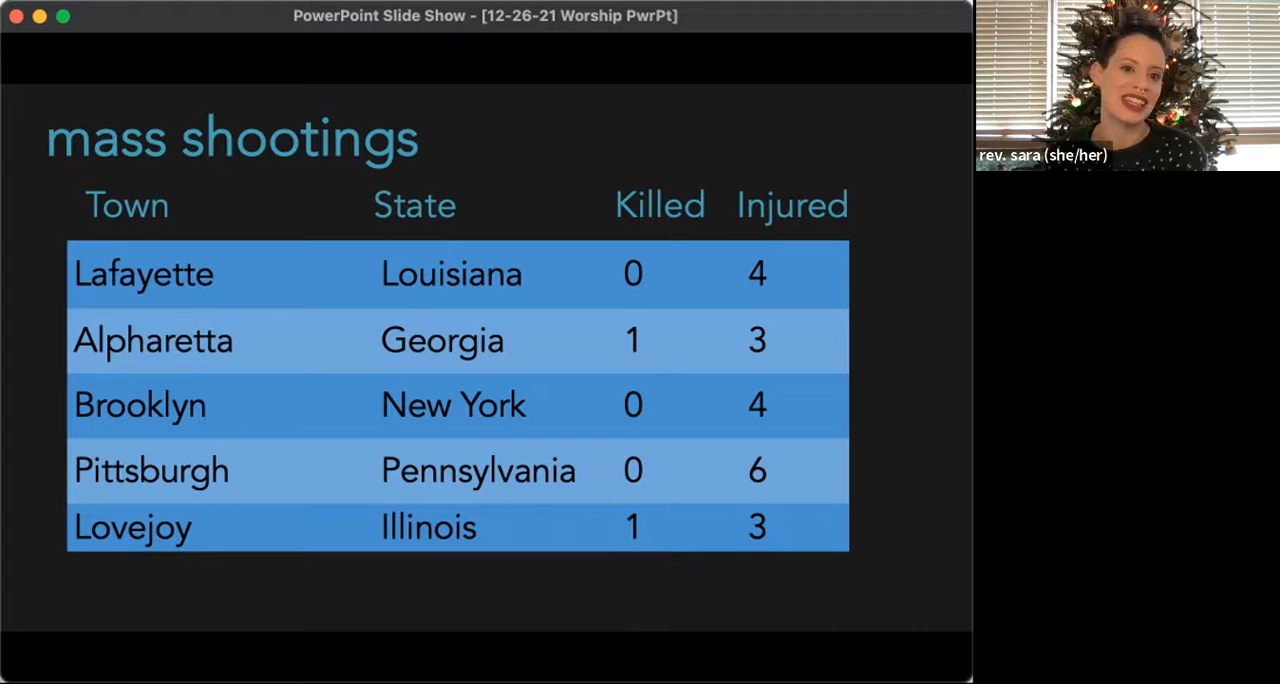 PowerPoint Slide Show - [12-26-21 Worship PwrPt]
rev. sara (she/her)
mass shootings
Town State Killed Injured
Lafayette Louisiana 0 4
Alpharetta Georgia 1 3
Brooklyn New York 0 4
Pittsburgh Pennsylvania 0 6
Lovejoy Illinois 1 3